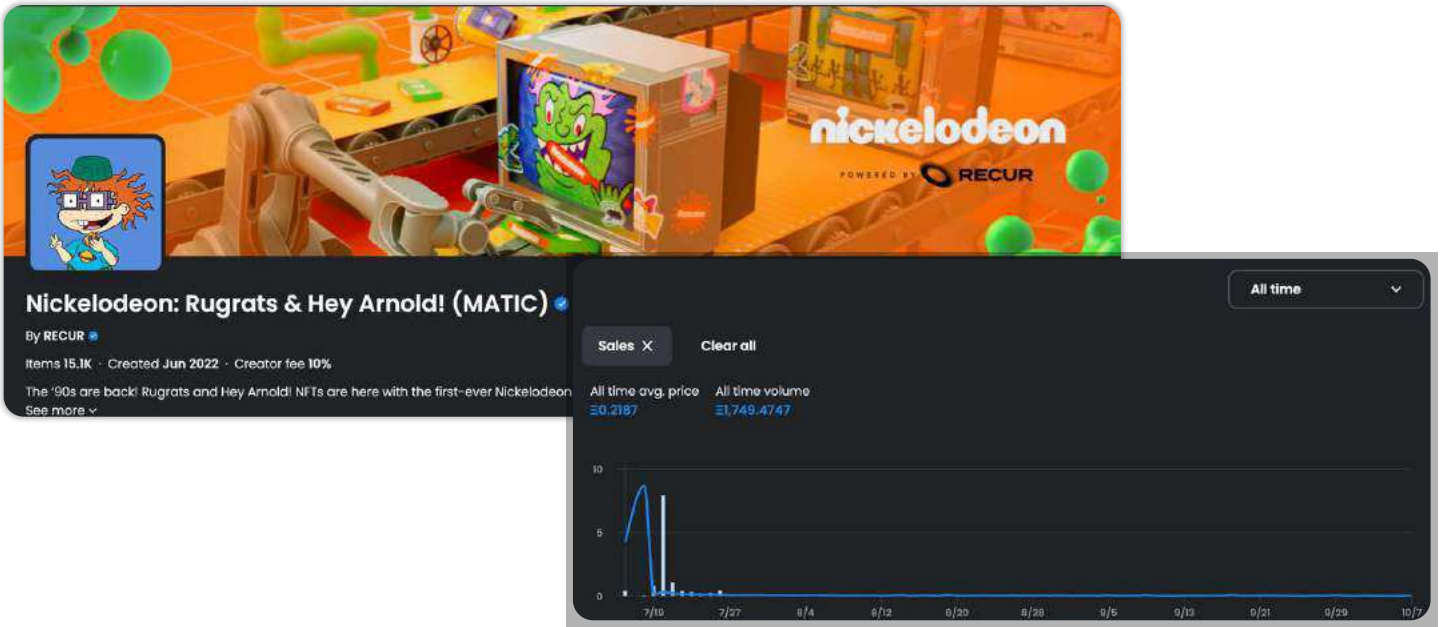 nickelodeon
POWERED BY RECUR
Nickelodeon: Rugrats & Hey Arnold! (MATIC)
By RECUR
Items 15.1K · Created Jun 2022 · Creator fee 10%
The '90s are back! Rugrats and Hey Arnold! NFTs are here with the first-ever Nickelodeon
See more
All time
Sales X
Clear all
All time avg. price
All time volume
Ξ0.2187
Ξ1,749.4747
10
5
0
7/19 7/27 8/4 8/12 8/20 8/28 9/5 9/13 9/21 9/29 10/7